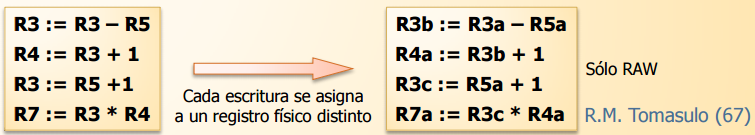 R3 := R3 – R5
R4 := R3 + 1
R3 := R5 +1
R7 := R3 * R4
Cada escritura se asigna
a un registro físico distinto
R3b := R3a – R5a
R4a := R3b + 1
R3c := R5a + 1
R7a := R3c * R4a
Sólo RAW
R.M. Tomasulo (67)